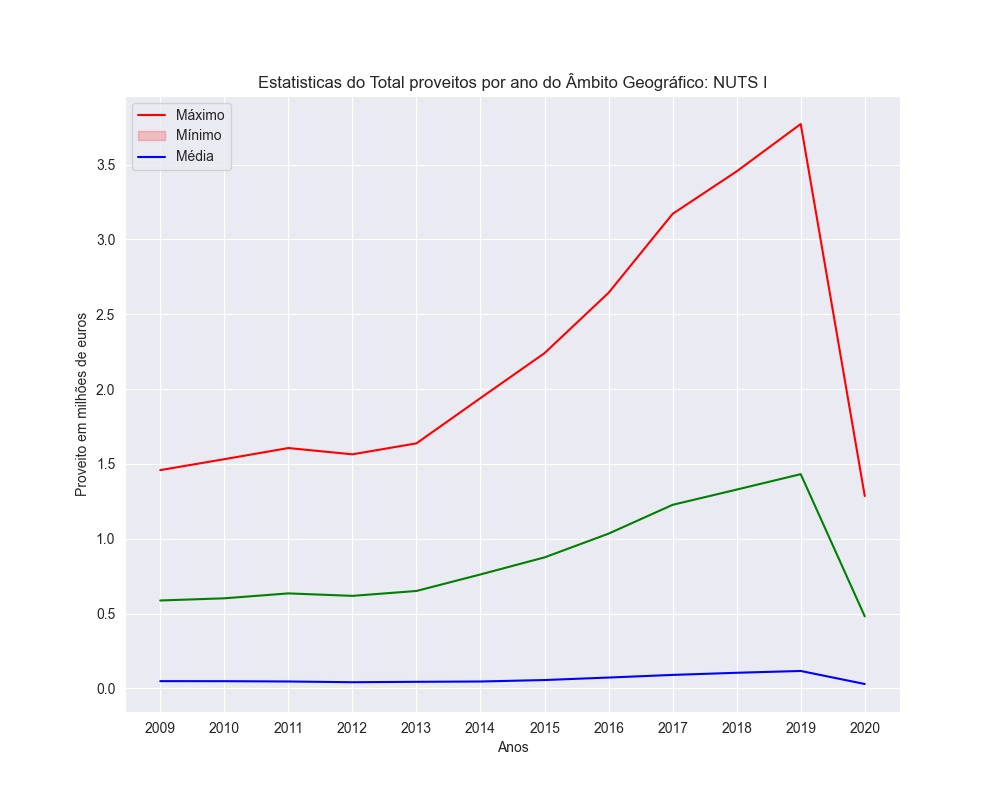 Estatisticas do Total proveitos por ano do Âmbito Geográfico: NUTS I
Máximo
Mínimo
Média
3.5
3.0
2.5
2.0
1.5
1.0
0.5
0.0
Proveito em milhões de euros
2009 2010 2011 2012 2013 2014 2015 2016 2017 2018 2019 2020
Anos